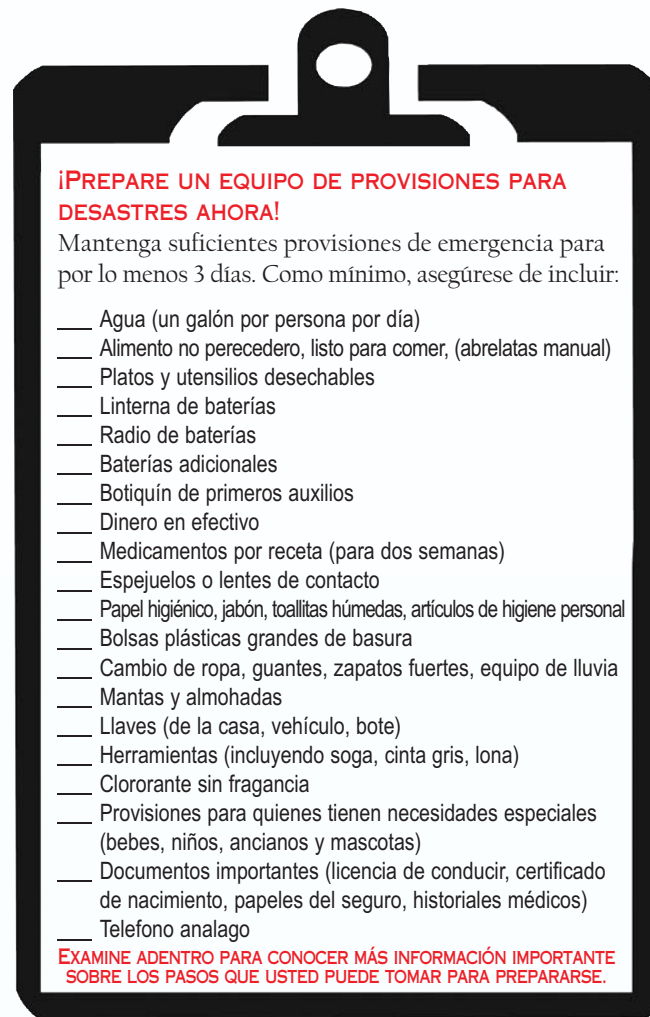 ¡PREPARE UN EQUIPO DE PROVISIONES PARA
DESASTRES AHORA!
Mantenga suficientes provisiones de emergencia para
por lo menos 3 días. Como mínimo, asegúrese de incluir:
___ Agua (un galón por persona por día)
___ Alimento no perecedero, listo para comer, (abrelatas manual)
___ Platos y utensilios desechables
___ Linterna de baterías
___ Radio de baterías
___ Baterías adicionales
___ Botiquín de primeros auxilios
___ Dinero en efectivo
___ Medicamentos por receta (para dos semanas)
___ Espejuelos o lentes de contacto
___ Papel higiénico, jabón, toallitas húmedas, artículos de higiene personal
___ Bolsas plásticas grandes de basura
___ Cambio de ropa, guantes, zapatos fuertes, equipo de lluvia
___ Mantas y almohadas
___ Llaves (de la casa, vehículo, bote)
___ Herramientas (incluyendo soga, cinta gris, lona)
___ Clororante sin fragancia
___ Provisiones para quienes tienen necesidades especiales
(bebes, niños, ancianos y mascotas)
___ Documentos importantes (licencia de conducir, certificado
de nacimiento, papeles del seguro, historiales médicos)
___ Telefono analago
EXAMINE ADENTRO PARA CONOCER MÁS INFORMACIÓN IMPORTANTE
SOBRE LOS PASOS QUE USTED PUEDE TOMAR PARA PREPARARSE.